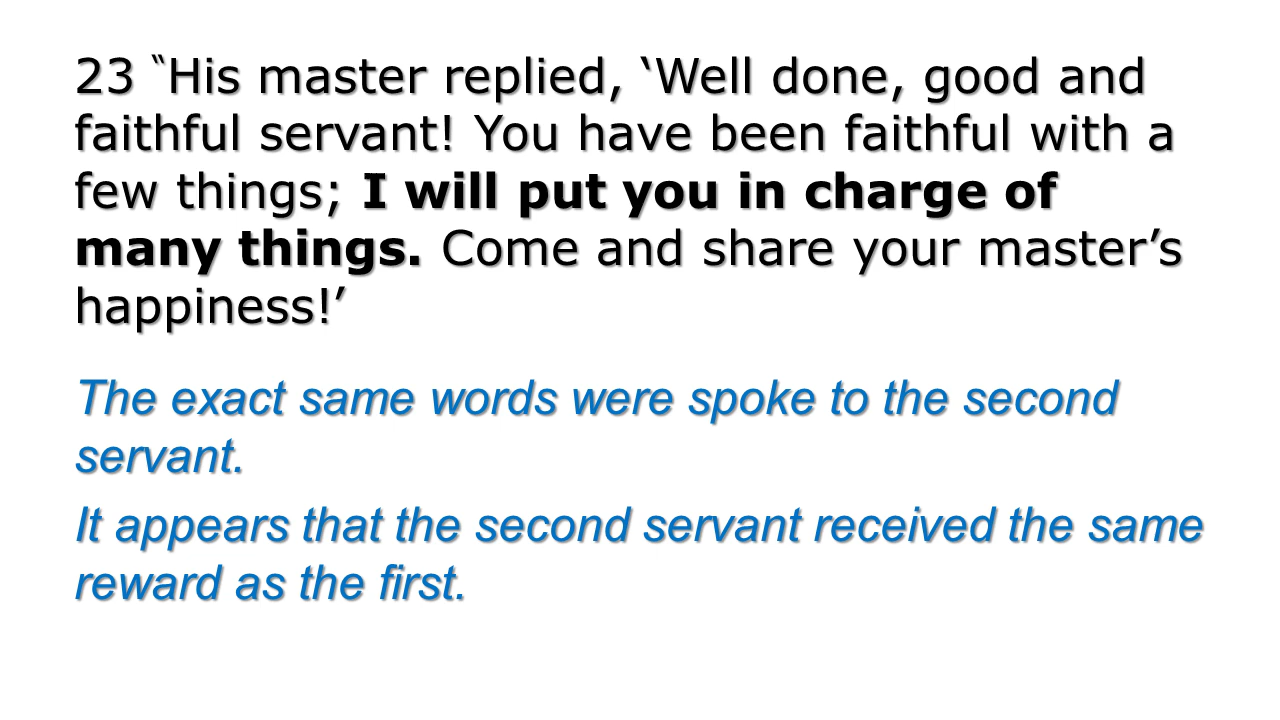 23 “His master replied, ‘Well done, good and
faithful servant! You have been faithful with a
few things; I will put you in charge of
many things. Come and share your master’s
happiness!’
The exact same words were spoke to the second
servant.
It appears that the second servant received the same
reward as the first.